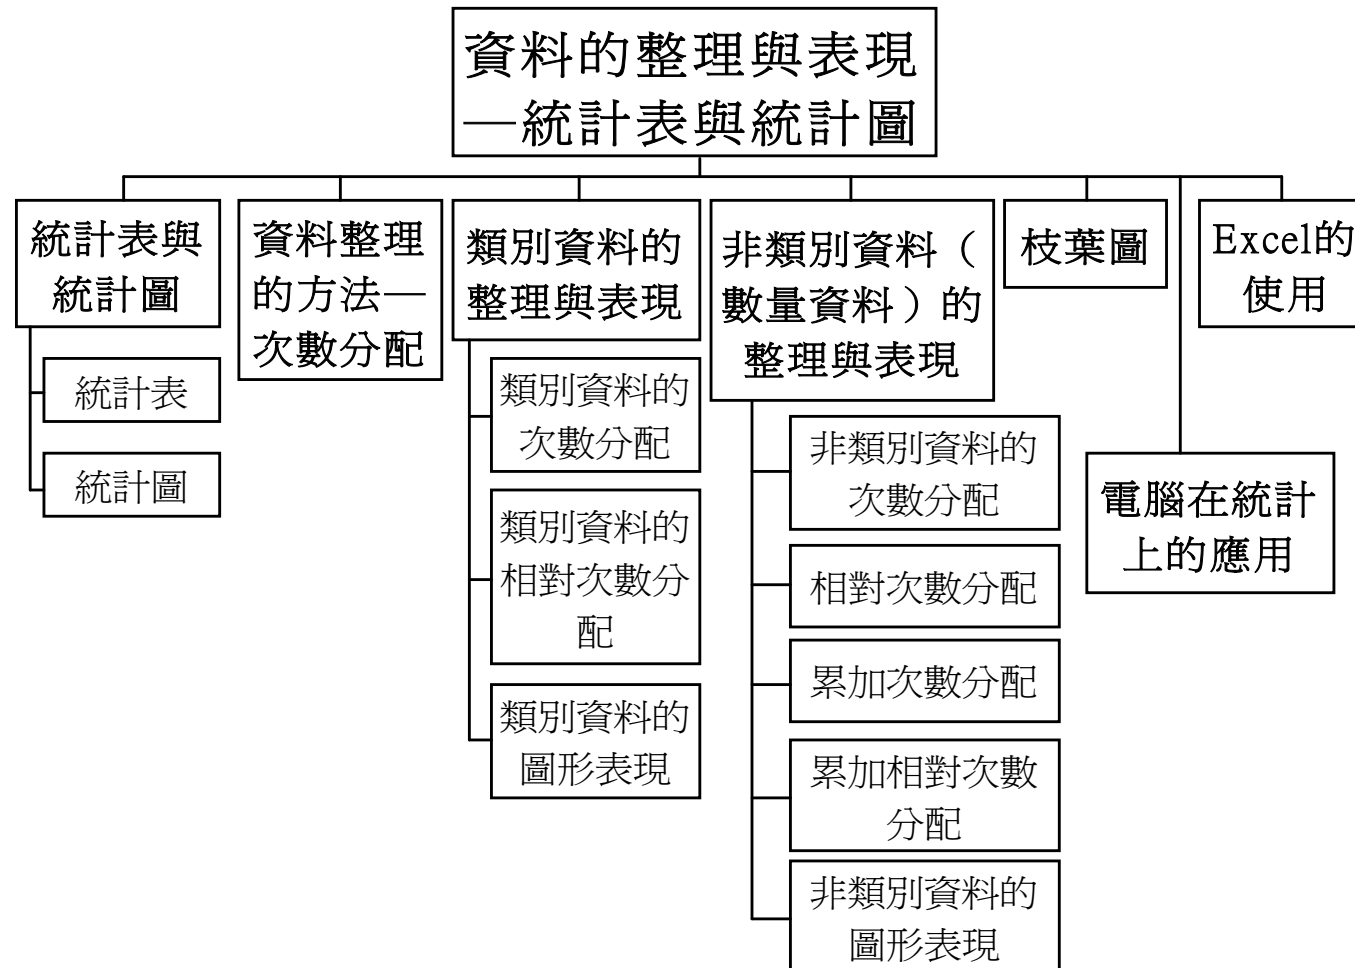 資料的整理與表現
—統計表與統計圖
統計表與
統計圖
統計表
統計圖
資料整理
的方法—
次數分配
類別資料的
整理與表現
類別資料的
次數分配
類別資料的
相對次數分
配
類別資料的
圖形表現
非類別資料（
數量資料）的
整理與表現
非類別資料的
次數分配
相對次數分配
累加次數分配
累加相對次數
分配
非類別資料的
圖形表現
枝葉圖
電腦在統計
上的應用
Excel的
使用